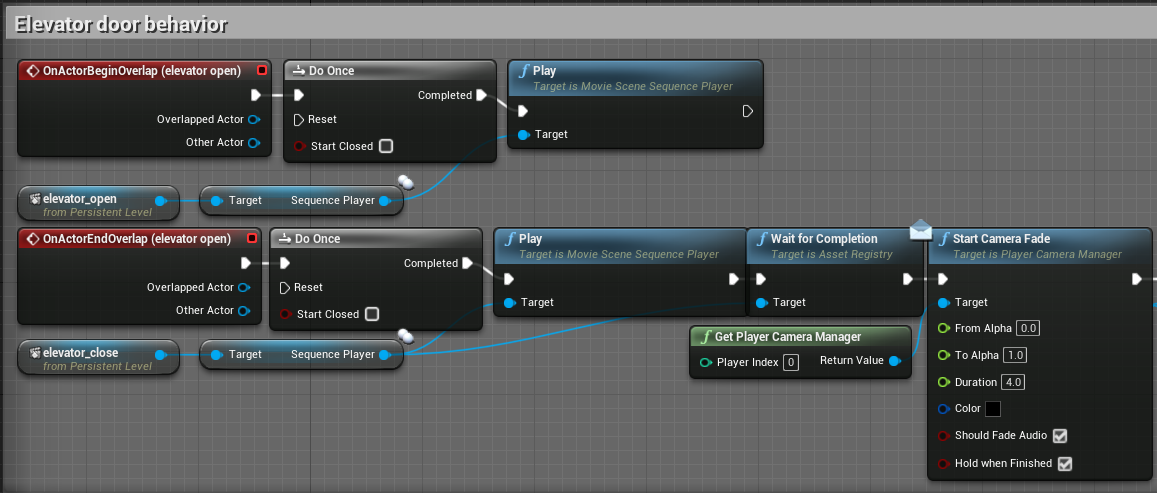 Elevator door behavior
OnActorBeginOverlap (elevator open)
Overlapped Actor
Other Actor
Do Once
Completed
Reset
Start Closed
Play
Target is Movie Scene Sequence Player
Target
elevator_open
from Persistent Level
Target Sequence Player
OnActorEndOverlap (elevator open)
Overlapped Actor
Other Actor
Do Once
Completed
Reset
Start Closed
Play
Target is Movie Scene Sequence Player
Target
Wait for Completion
Target is Asset Registry
Target
Start Camera Fade
Target is Player Camera Manager
Target
From Alpha 0.0
To Alpha 1.0
Duration 4.0
Color
Should Fade Audio
Hold when Finished
elevator_close
from Persistent Level
Target Sequence Player
Get Player Camera Manager
Player Index 0 Return Value